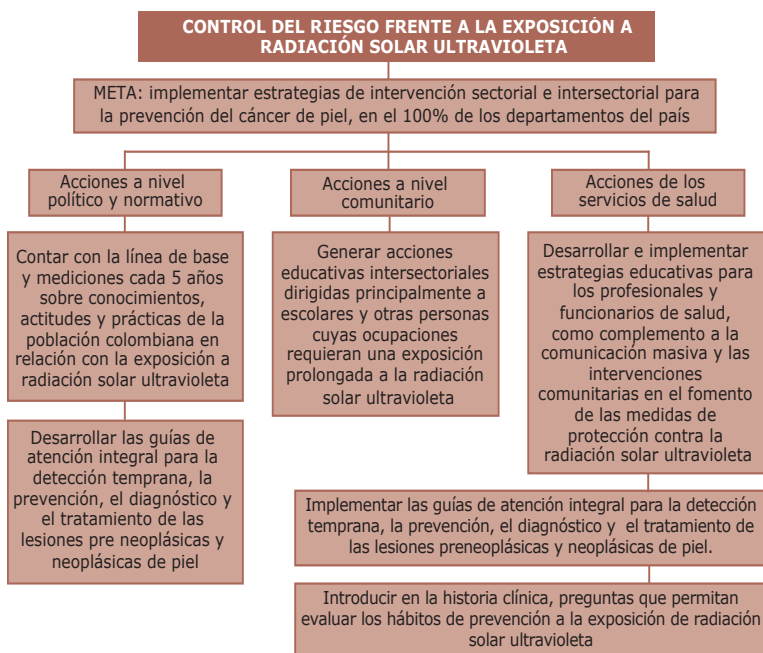 CONTROL DEL RIESGO FRENTE A LA EXPOSICIÓN A
RADIACIÓN SOLAR ULTRAVIOLETA
META: implementar estrategias de intervención sectorial e intersectorial para
la prevención del cáncer de piel, en el 100% de los departamentos del país
Acciones a nivel
político y normativo
Contar con la línea de base
y mediciones cada 5 años
sobre conocimientos,
actitudes y prácticas de la
población colombiana en
relación con la exposición a
radiación solar ultravioleta
Desarrollar las guías de
atención integral para la
detección temprana, la
prevención, el diagnóstico y
el tratamiento de las
lesiones pre neoplásicas y
neoplásicas de piel
Acciones a nivel
comunitario
Generar acciones
educativas intersectoriales
dirigidas principalmente a
escolares y otras personas
cuyas ocupaciones
requieran una exposición
prolongada a la radiación
solar ultravioleta
Acciones de los
servicios de salud
Desarrollar e implementar
estrategias educativas para
los profesionales y
funcionarios de salud,
como complemento a la
comunicación masiva y las
intervenciones
comunitarias en el fomento
de las medidas de
protección contra la
radiación solar ultravioleta
Implementar las guías de atención integral para la detección
temprana, la prevención, el diagnóstico y el tratamiento de
las lesiones preneoplásicas y neoplásicas de piel.
Introducir en la historia clínica, preguntas que permitan
evaluar los hábitos de prevención a la exposición de radiación
solar ultravioleta